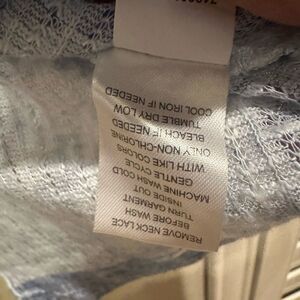 REMOVE NECK LACE
BEFORE WASH
TURN GARMENT
INSIDE OUT
MACHINE WASH COLD
GENTLE CYCLE
WITH LIKE COLORS
ONLY NON-CHLORINE
BLEACH IF NEEDED
TUMBLE DRY LOW
COOL IRON IF NEEDED